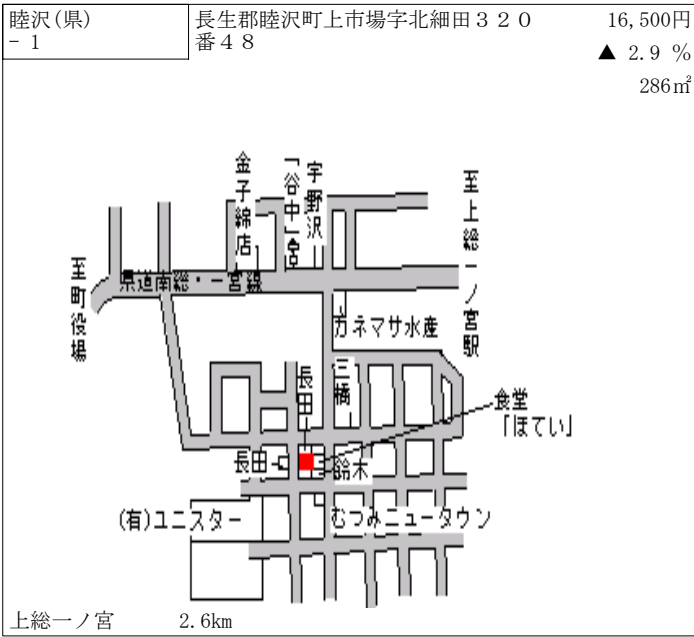 睦沢(県)
- 1
長生郡睦沢町上市場字北細田３２０
番４８
16,500円
▲ 2.9 %
286㎡
金子綿店
「谷中」宮
宇野沢
至上総一ノ宮駅
至町役場
県道南総・一宮線
カネマサ水産
三橋
長田
食堂
「ほてい」
長田
鈴木
(有)ユニスター
むつみニュータウン
上総一ノ宮
2.6km